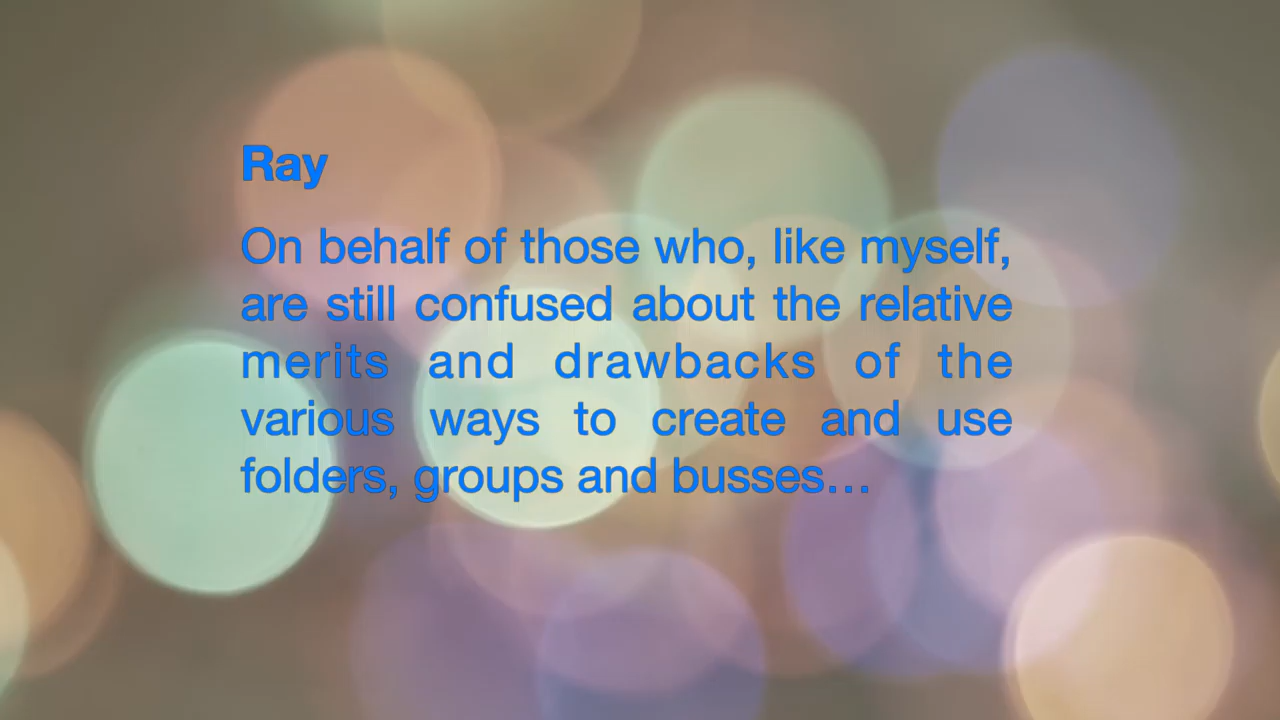 Ray
On behalf of those who, like myself,
are still confused about the relative
merits and drawbacks of the
various ways to create and use
folders, groups and busses…